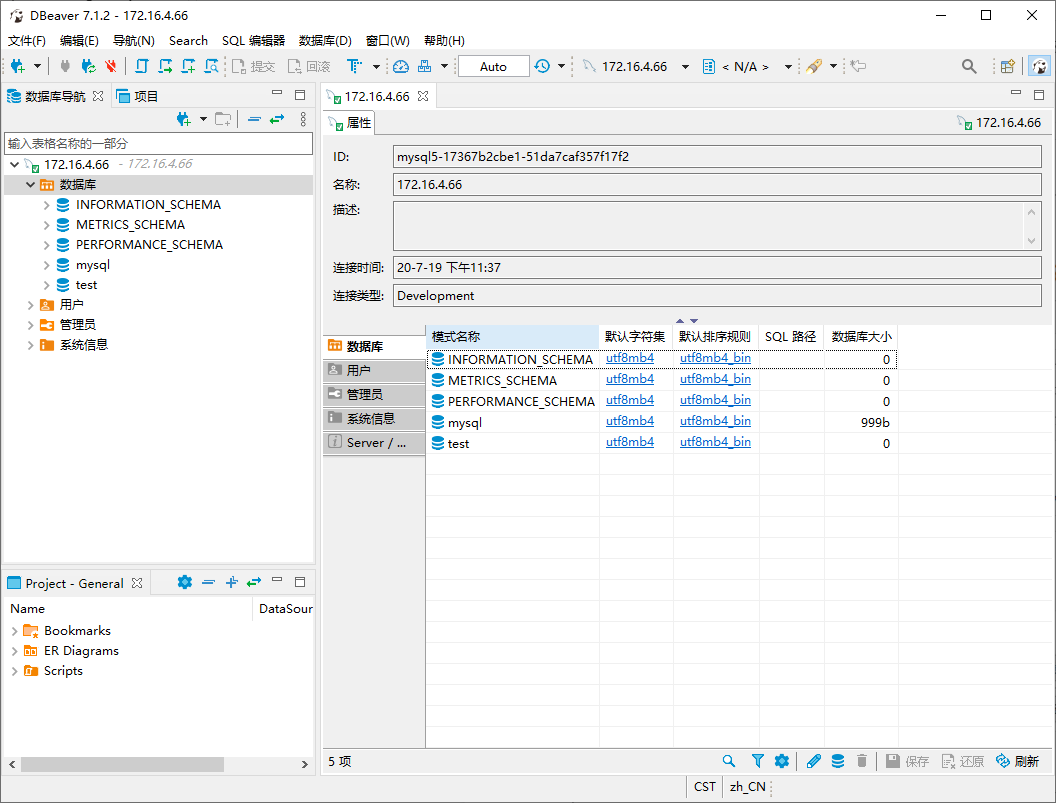 DBeaver 7.1.2 - 172.16.4.66
文件(F) 编辑(E) 导航(N) Search SQL 编辑器 数据库(D) 窗口(W) 帮助(H)
提交 回滚 Auto 172.16.4.66 < N/A >
数据库导航 项目
输入表格名称的一部分
172.16.4.66 - 172.16.4.66
数据库
INFORMATION_SCHEMA
METRICS_SCHEMA
PERFORMANCE_SCHEMA
mysql
test
用户
管理员
系统信息
Project - General
Name DataSour
Bookmarks
ER Diagrams
Scripts
172.16.4.66
属性 172.16.4.66
ID: mysql5-17367b2cbe1-51da7caf357f17f2
名称: 172.16.4.66
描述:
连接时间: 20-7-19 下午11:37
连接类型: Development
数据库
用户
管理员
系统信息
Server / ...
模式名称 默认字符集 默认排序规则 SQL 路径 数据库大小
INFORMATION_SCHEMA utf8mb4 utf8mb4_bin 0
METRICS_SCHEMA utf8mb4 utf8mb4_bin 0
PERFORMANCE_SCHEMA utf8mb4 utf8mb4_bin 0
mysql utf8mb4 utf8mb4_bin 999b
test utf8mb4 utf8mb4_bin 0
5 项 保存 还原 刷新
CST zh_CN